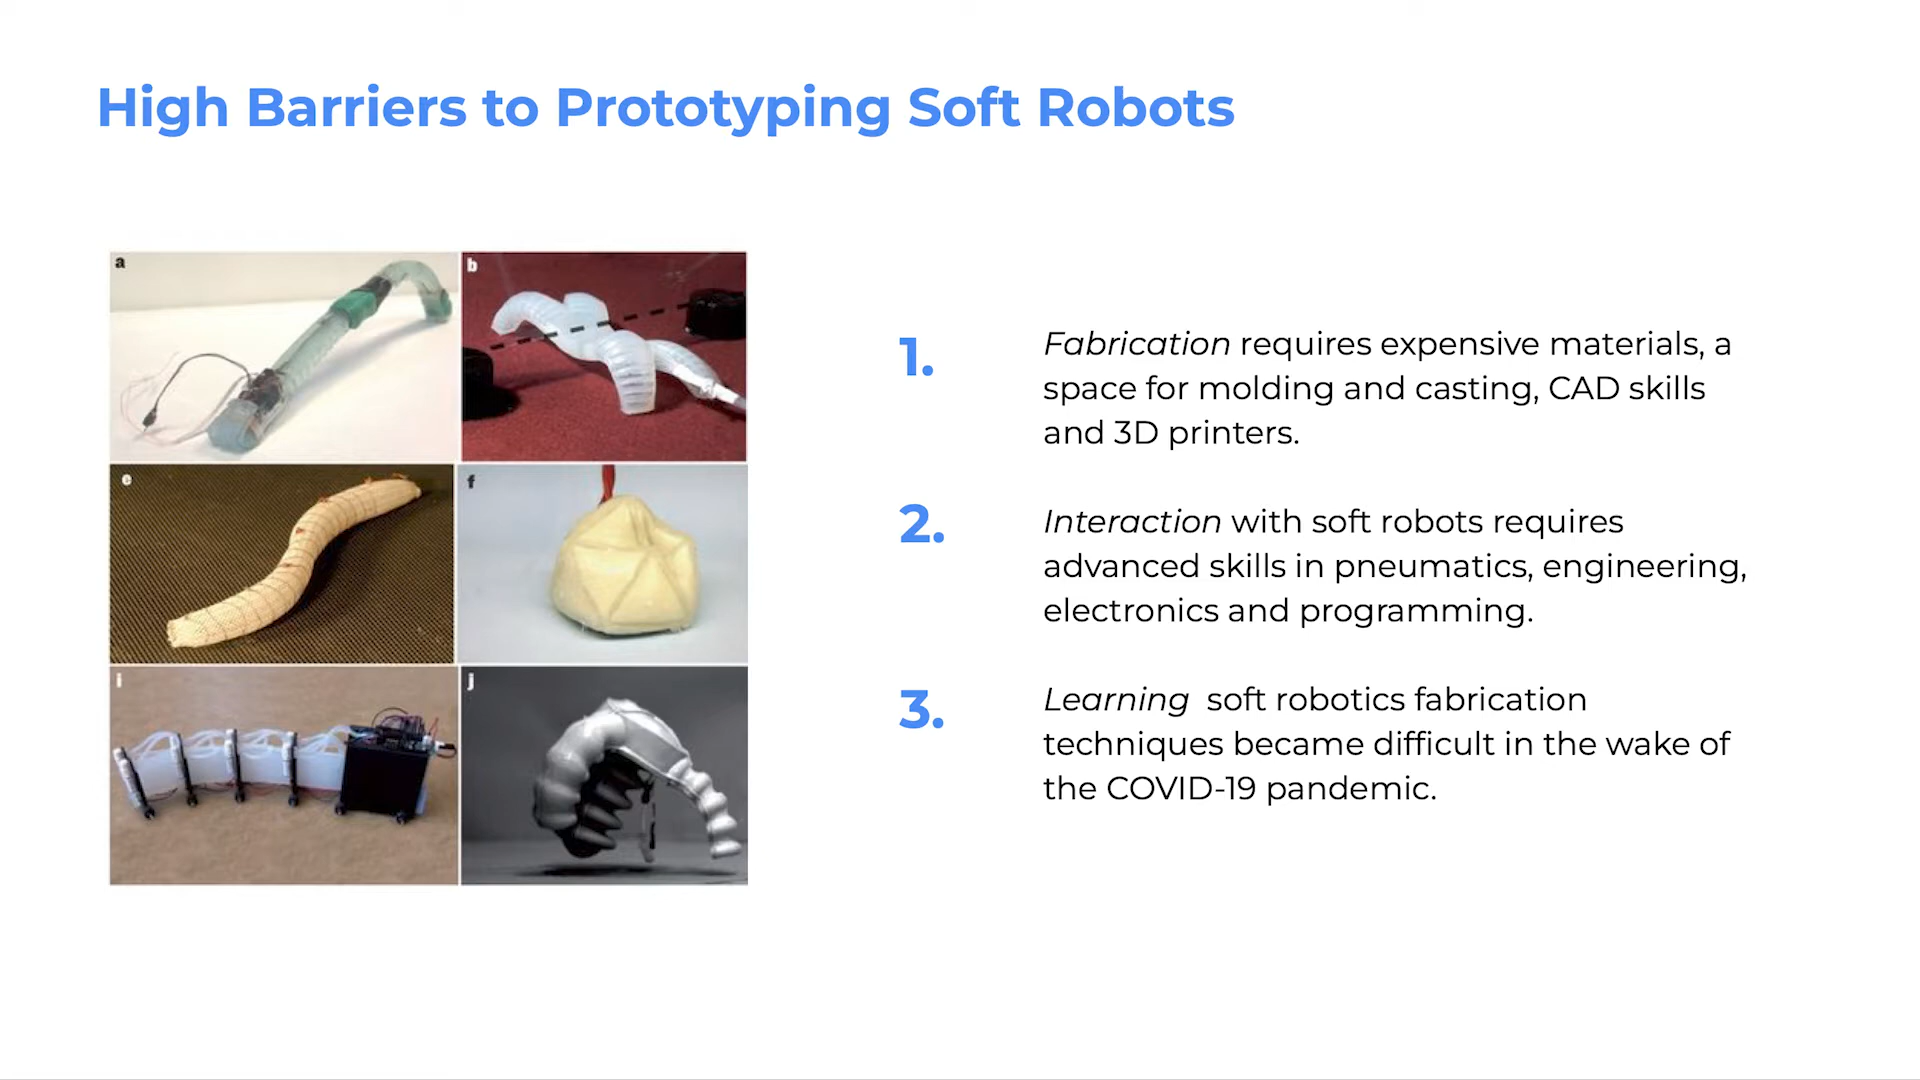 High Barriers to Prototyping Soft Robots
a
b
e
f
i
j
1.
Fabrication requires expensive materials, a
space for molding and casting, CAD skills
and 3D printers.
2.
Interaction with soft robots requires
advanced skills in pneumatics, engineering,
electronics and programming.
3.
Learning soft robotics fabrication
techniques became difficult in the wake of
the COVID-19 pandemic.